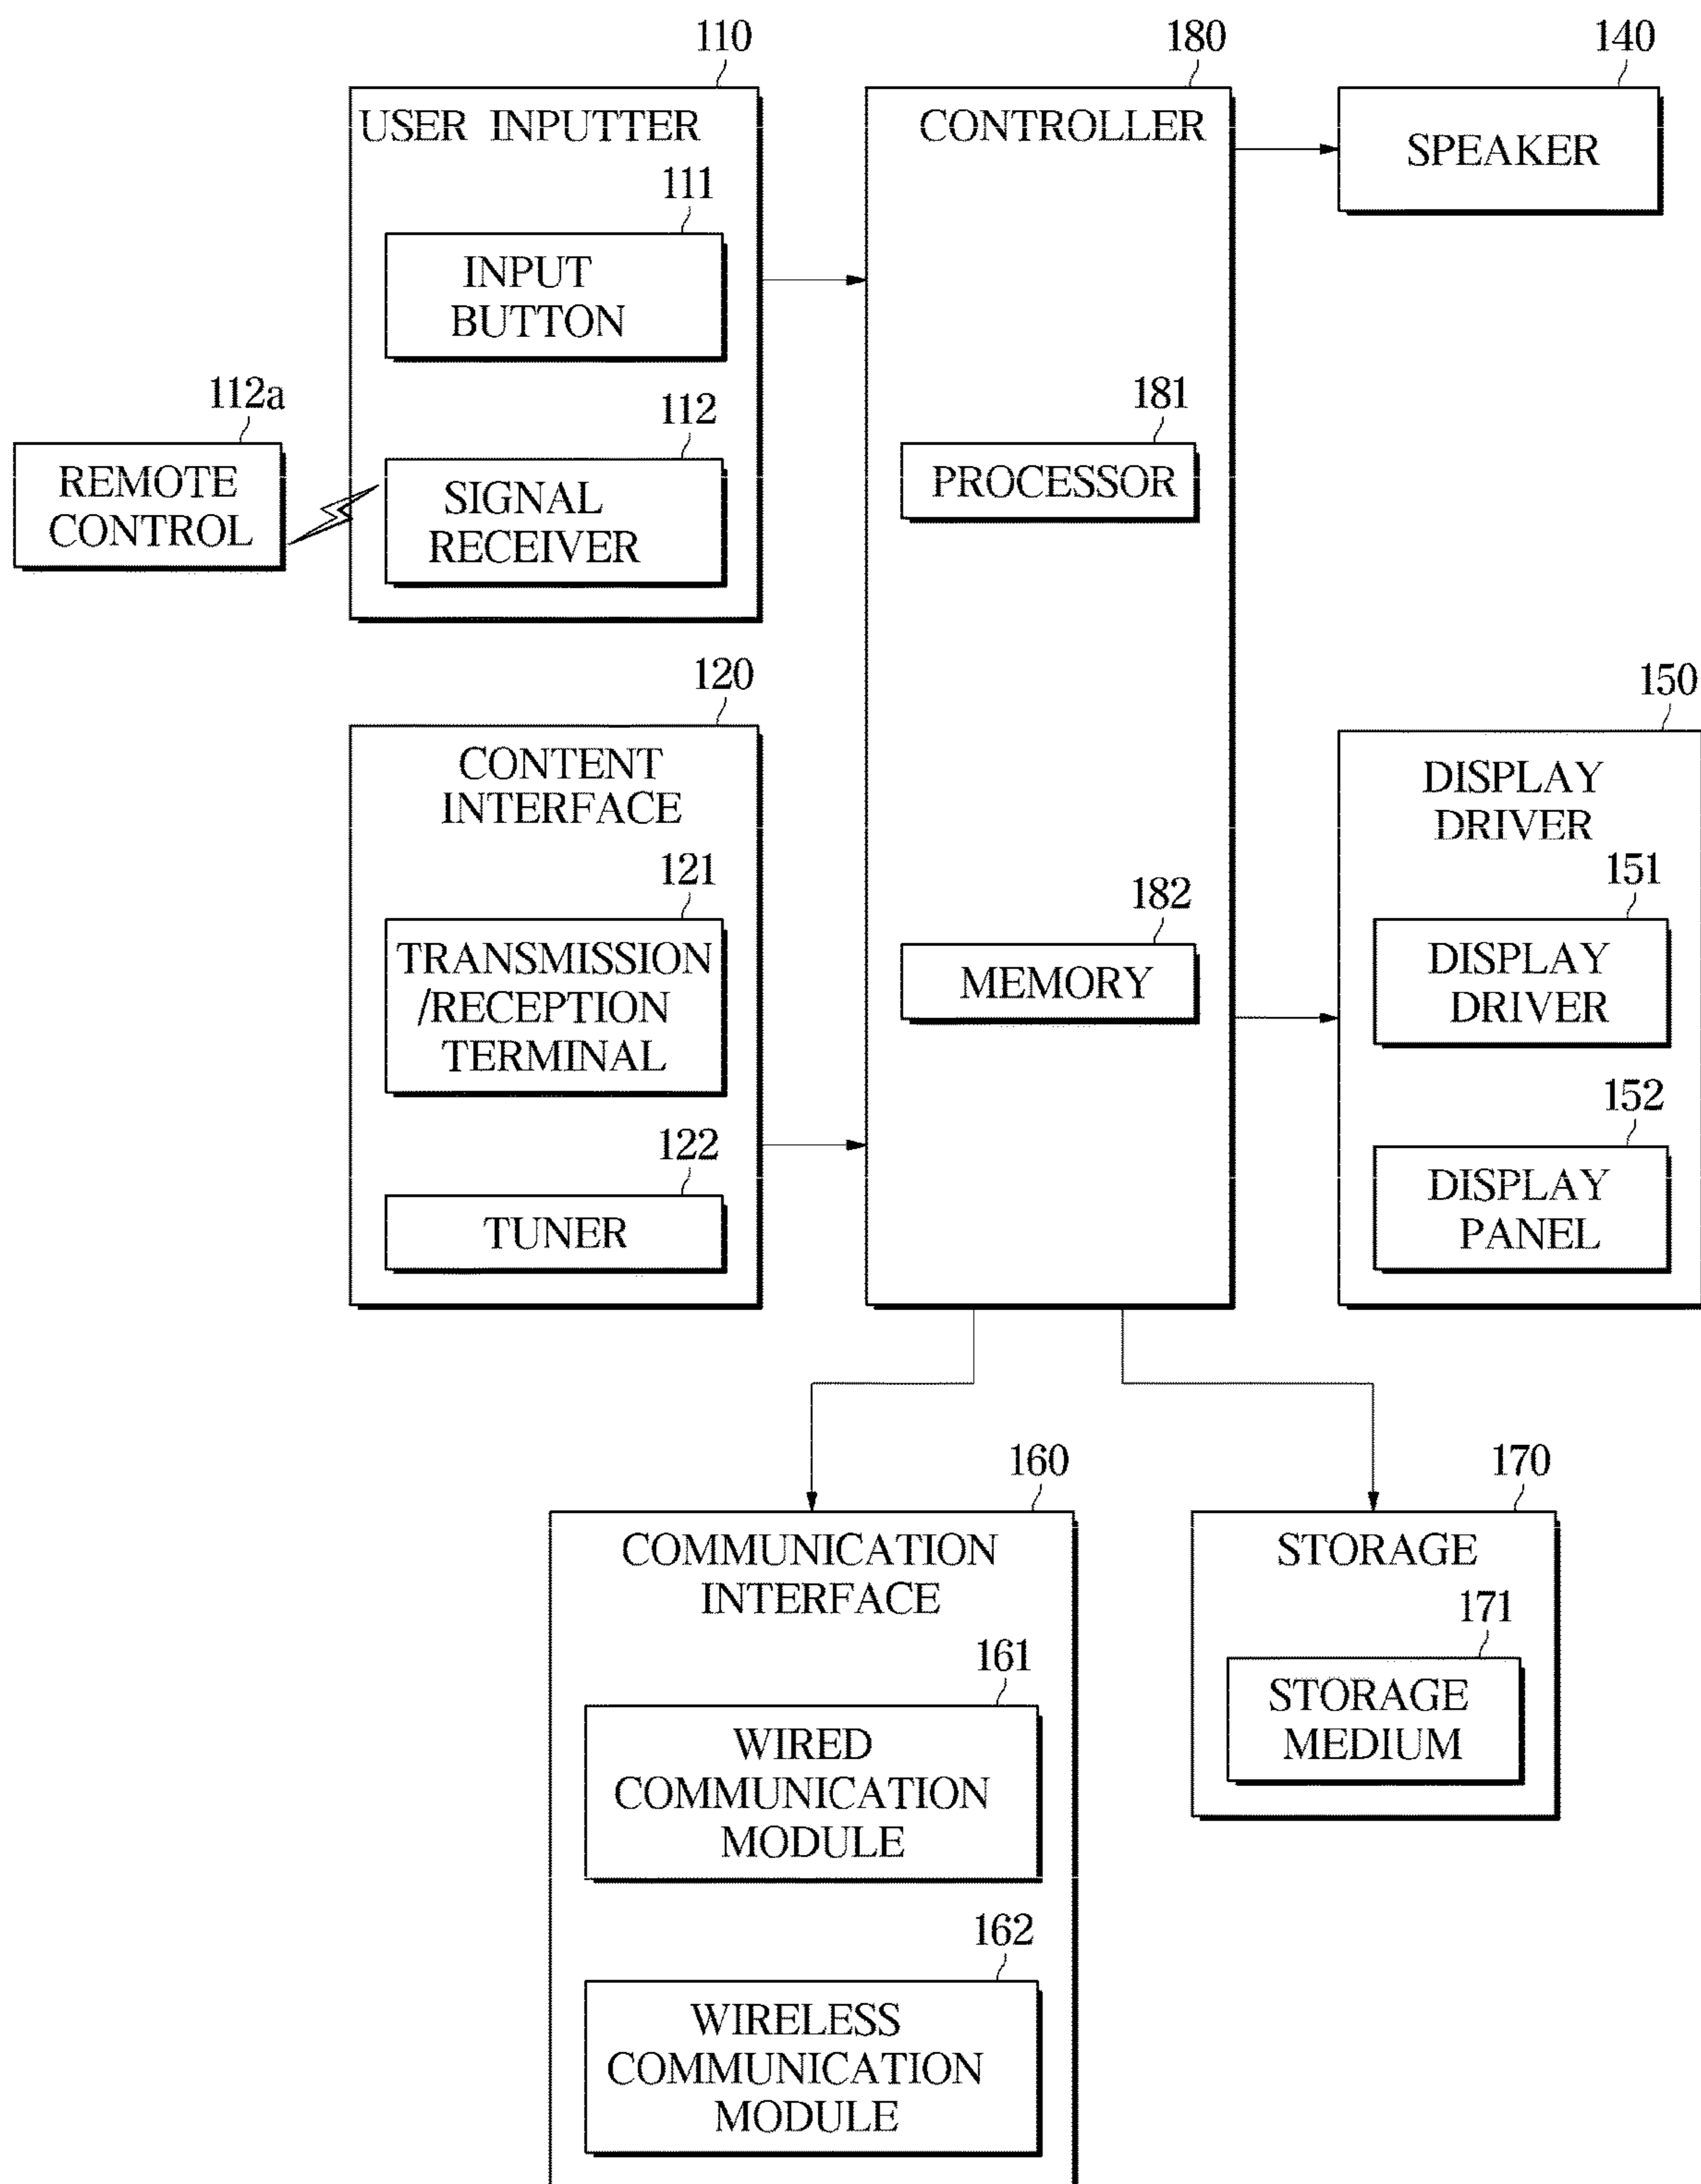 110
USER INPUTTER
111
INPUT
BUTTON
112
SIGNAL
RECEIVER
112a
REMOTE
CONTROL
180
CONTROLLER
181
PROCESSOR
182
MEMORY
140
SPEAKER
120
CONTENT
INTERFACE
121
TRANSMISSION
/RECEPTION
TERMINAL
122
TUNER
150
DISPLAY
DRIVER
151
DISPLAY
DRIVER
152
DISPLAY
PANEL
160
COMMUNICATION
INTERFACE
161
WIRED
COMMUNICATION
MODULE
162
WIRELESS
COMMUNICATION
MODULE
170
STORAGE
171
STORAGE
MEDIUM